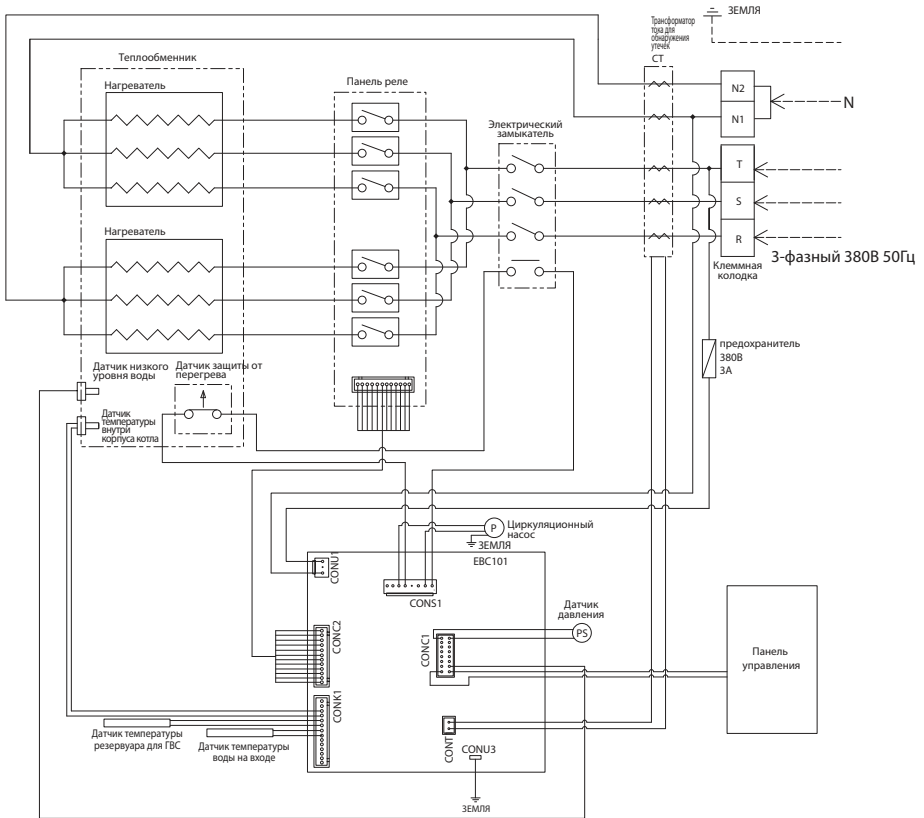 ЗЕМЛЯ
Трансформатор
тока для
обнаружения
утечек
СТ
Теплообменник
Нагреватель
Панель реле
N2
N
N1
Электрический
замыкатель
T
S
R
Нагреватель
3-фазный 380В 50Гц
Клеммная
колодка
предохранитель
380В
3А
Датчик низкого
уровня воды
Датчик защиты от
перегрева
Датчик
температуры
внутри
корпуса котла
P
Циркуляционный
насос
ЗЕМЛЯ
EBC101
CONU1
CONS1
Датчик
давления
PS
CONC2
CONC1
Панель
управления
CONK1
Датчик температуры
резервуара для ГВС
Датчик температуры
воды на входе
CONT
CONU3
ЗЕМЛЯ